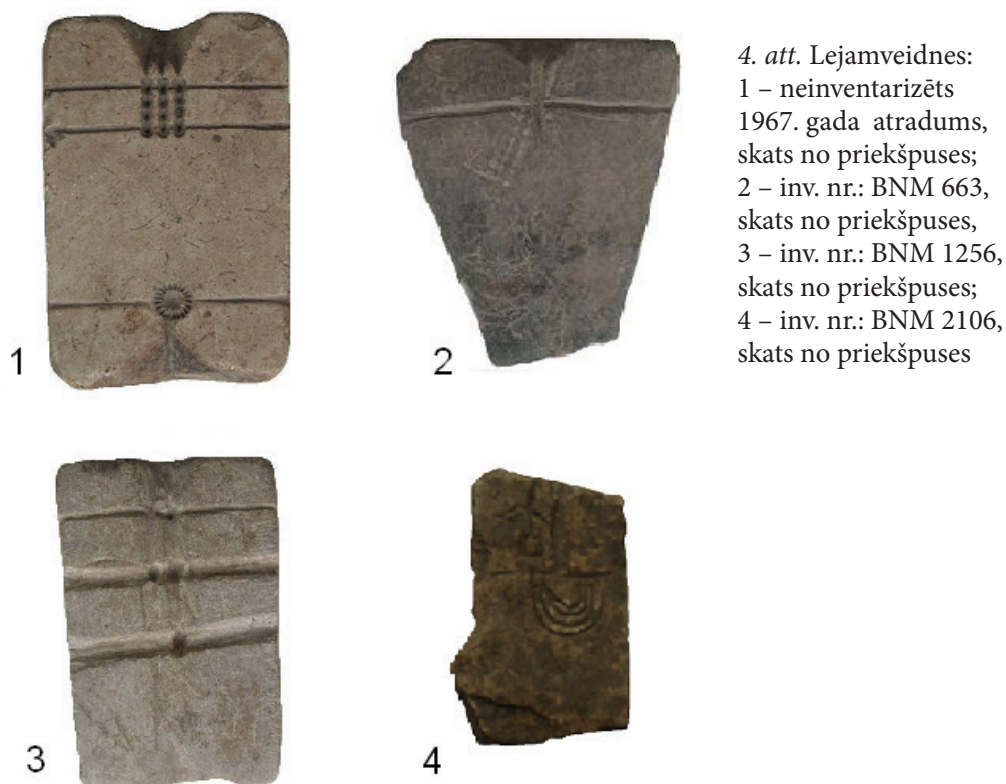 4. att. Lejamveidnes:
1 – neinventarizēts
1967. gada atradums,
skats no priekšpuses;
2 – inv. nr.: BNM 663,
skats no priekšpuses,
3 – inv. nr.: BNM 1256,
skats no priekšpuses;
4 – inv. nr.: BNM 2106,
skats no priekšpuses
1
2
3
4